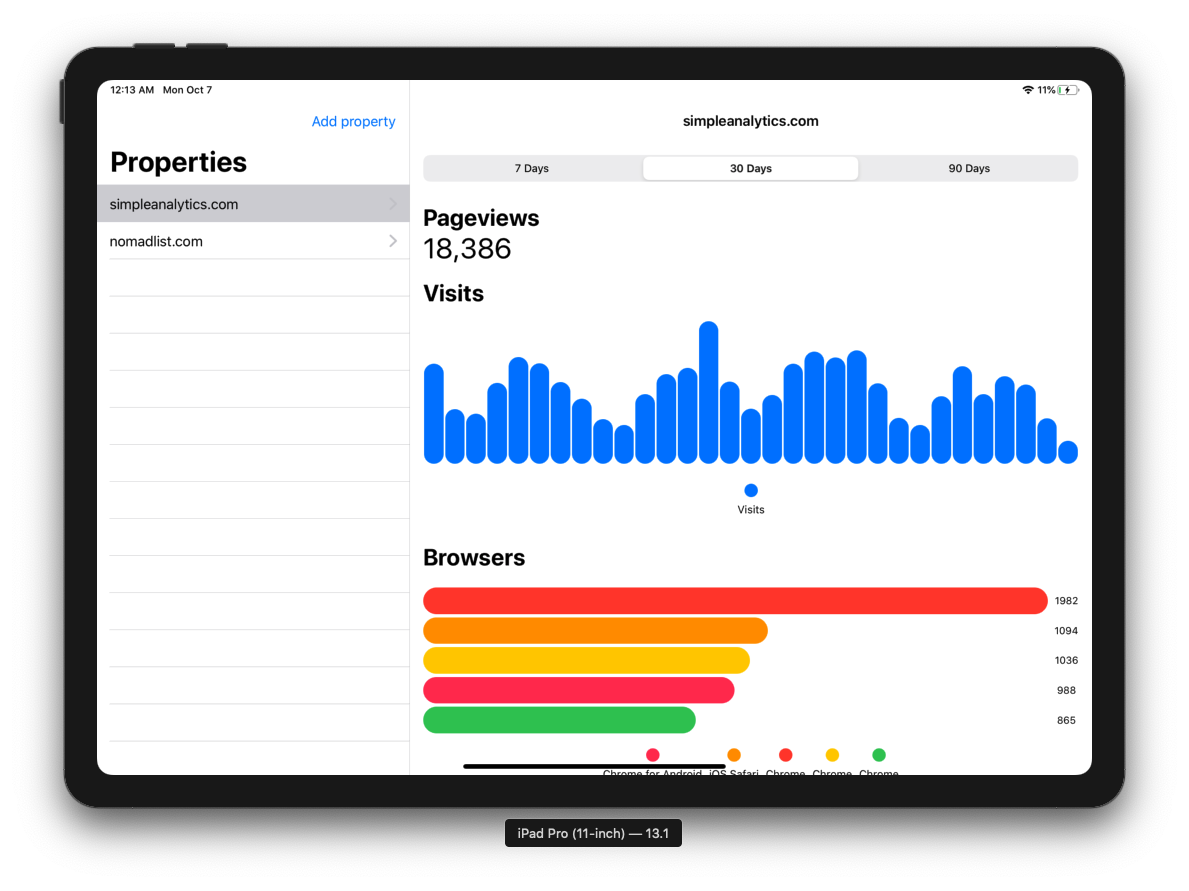 12:13 AM Mon Oct 7
11%
Add property
Properties
simpleanalytics.com
nomadlist.com
simpleanalytics.com
7 Days 30 Days 90 Days
Pageviews
18,386
Visits
Visits
Browsers
1982
1094
1036
988
865
Chrome for Android iOS Safari Chrome Chrome Chrome
iPad Pro (11-inch) — 13.1